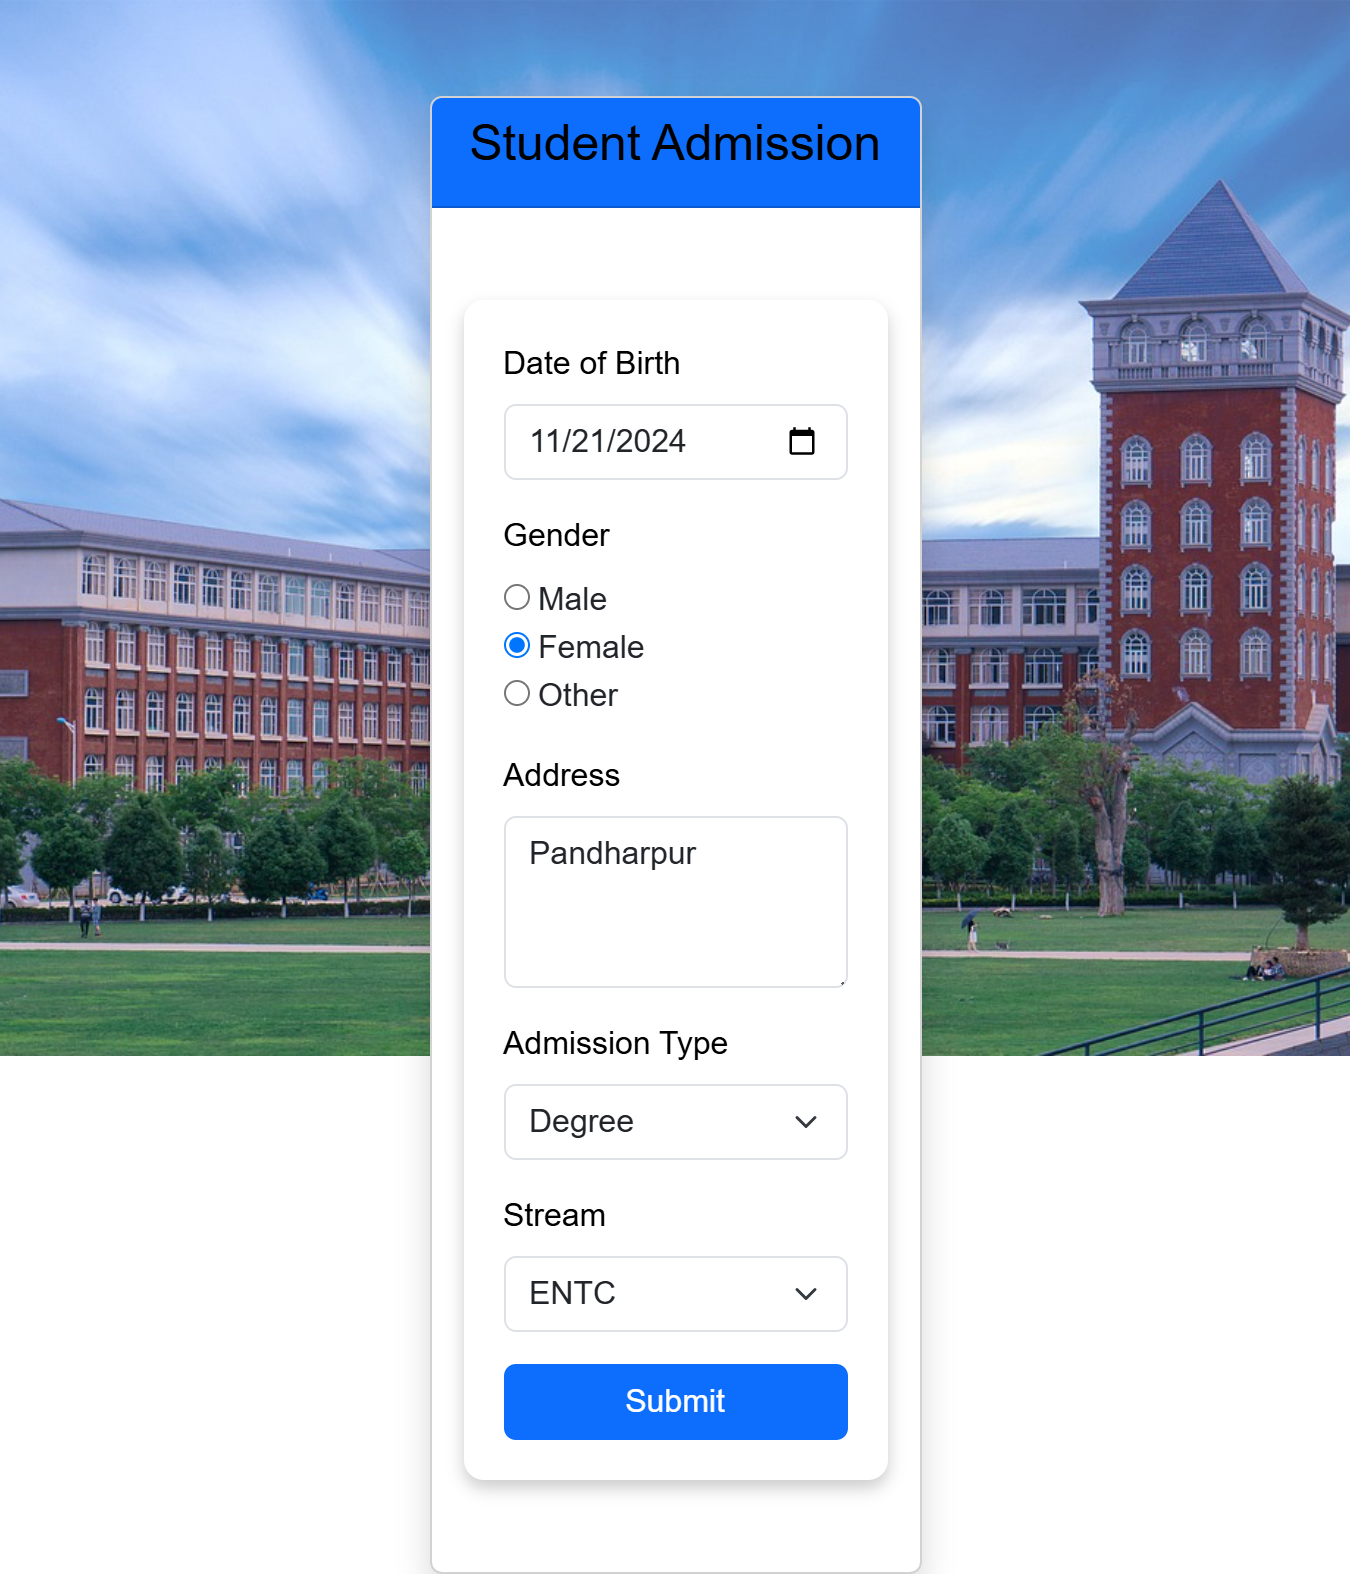 Student Admission
Date of Birth
11/21/2024
Gender
Male
Female
Other
Address
Pandharpur
Admission Type
Degree
Stream
ENTC
Submit